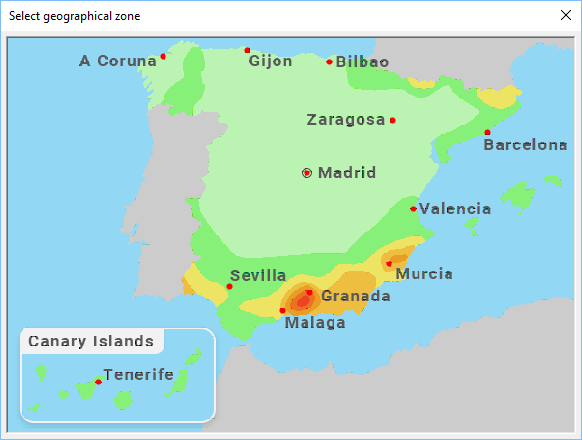 Select geographical zone
A Coruna
Gijon
Bilbao
Zaragosa
Barcelona
Madrid
Valencia
Sevilla
Murcia
Granada
Malaga
Canary Islands
Tenerife